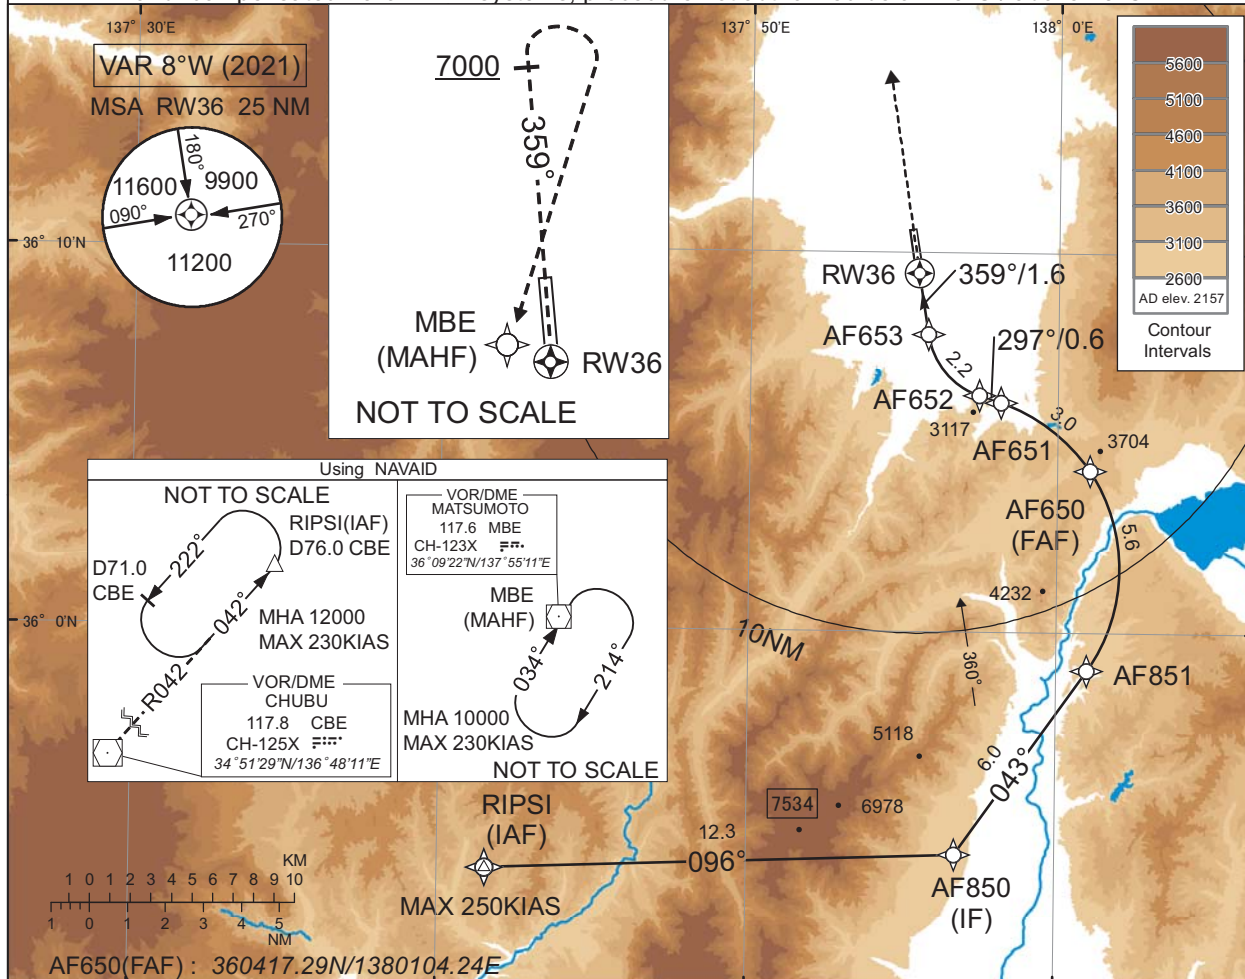 137° 30'E
137° 50'E
138° 0'E
VAR 8°W (2021)
MSA RW36 25 NM
180°
11600
9900
090°
270°
11200
36° 10'N
7000
359°
MBE
(MAHF)
RW36
NOT TO SCALE
5600
5100
4600
4100
3600
3100
2600
AD elev. 2157
Contour
Intervals
RW36
359°/1.6
AF653
297°/0.6
2.2
AF652
3117
3.0
AF651
3704
AF650
(FAF)
5.6
4232
10NM
360°
AF851
5118
6.0
043°
7534
6978
12.3
096°
RIPSI
(IAF)
MAX 250KIAS
AF850
(IF)
Using NAVAID
NOT TO SCALE
RIPSI(IAF)
D76.0 CBE
222°
D71.0
CBE
042°
MHA 12000
MAX 230KIAS
R042
VOR/DME
CHUBU
117.8 CBE
CH-125X
34°51'29"N/136°48'11"E
VOR/DME
MATSUMOTO
117.6 MBE
CH-123X
36°09'22"N/137°55'11"E
MBE
(MAHF)
034°
214°
MHA 10000
MAX 230KIAS
NOT TO SCALE
36° 0'N
KM
1 0 1 2 3 4 5 6 7 8 9 10
1 0 1 2 3 4 5
NM
AF650(FAF) : 360417.29N/1380104.24E